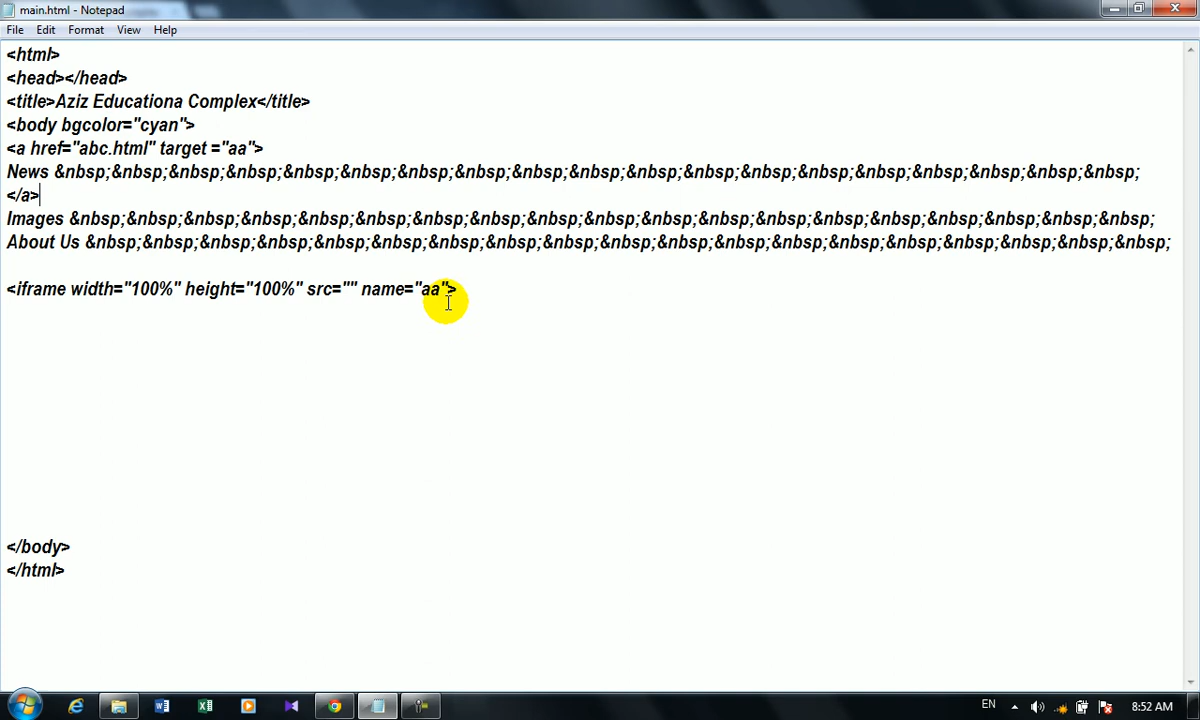 main.html - Notepad
File Edit Format View Help
<html>
<head></head>
<title>Aziz Educationa Complex</title>
<body bgcolor="cyan">
<a href="abc.html" target ="aa">
News &nbsp;&nbsp;&nbsp;&nbsp;&nbsp;&nbsp;&nbsp;&nbsp;&nbsp;&nbsp;&nbsp;&nbsp;&nbsp;&nbsp;&nbsp;&nbsp;&nbsp;&nbsp;&nbsp;
</a>
Images &nbsp;&nbsp;&nbsp;&nbsp;&nbsp;&nbsp;&nbsp;&nbsp;&nbsp;&nbsp;&nbsp;&nbsp;&nbsp;&nbsp;&nbsp;&nbsp;&nbsp;&nbsp;&nbsp;
About Us &nbsp;&nbsp;&nbsp;&nbsp;&nbsp;&nbsp;&nbsp;&nbsp;&nbsp;&nbsp;&nbsp;&nbsp;&nbsp;&nbsp;&nbsp;&nbsp;&nbsp;&nbsp;&nbsp;
<iframe width="100%" height="100%" src="" name="aa">
</body>
</html>
EN 8:52 AM